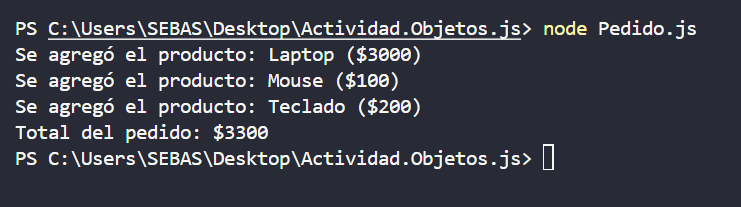 PS C:\Users\SEBAS\Desktop\Actividad.Objetos.js> node Pedido.js
Se agregó el producto: Laptop ($3000)
Se agregó el producto: Mouse ($100)
Se agregó el producto: Teclado ($200)
Total del pedido: $3300
PS C:\Users\SEBAS\Desktop\Actividad.Objetos.js>